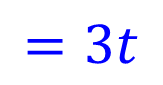 = 3t